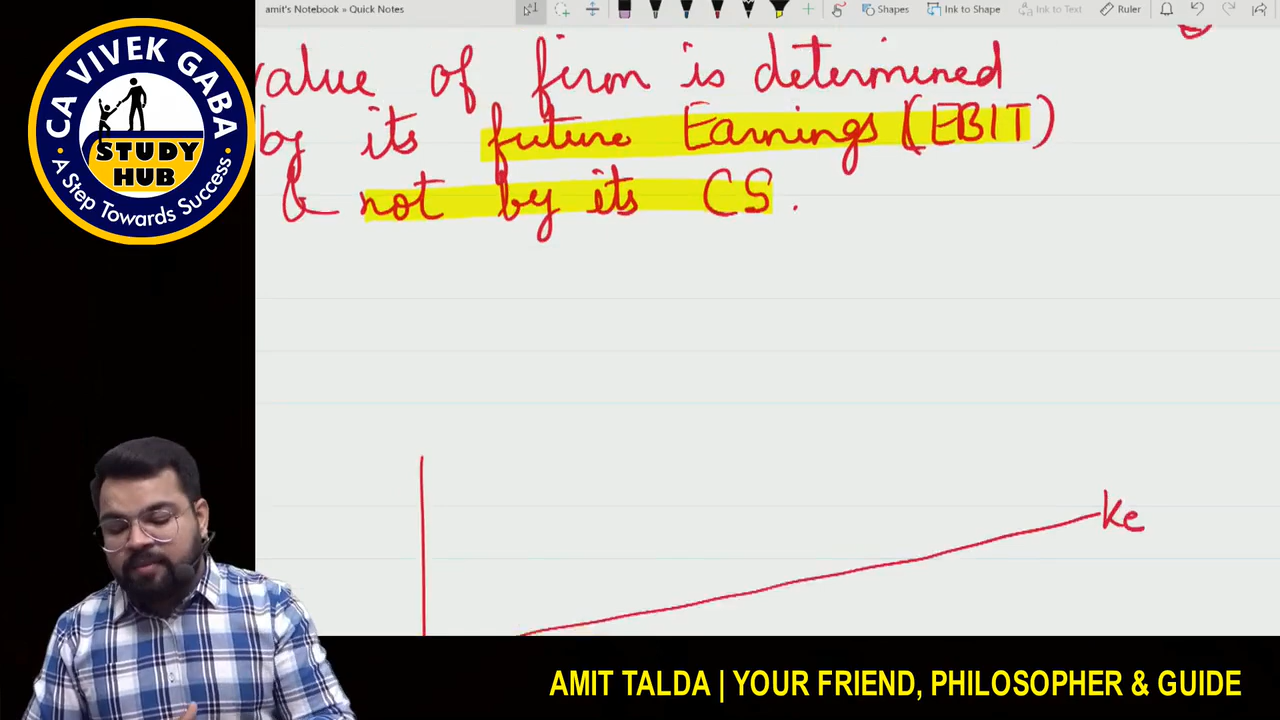 amit's Notebook » Quick Notes
Shapes
Ink to Shape
Ink to Text
Ruler
value of firm is determined
by its future Earnings (EBIT)
& not by its CS.
Ke
CA VIVEK GABA
STUDY
HUB
· A Step Towards Success ·
AMIT TALDA | YOUR FRIEND, PHILOSOPHER & GUIDE